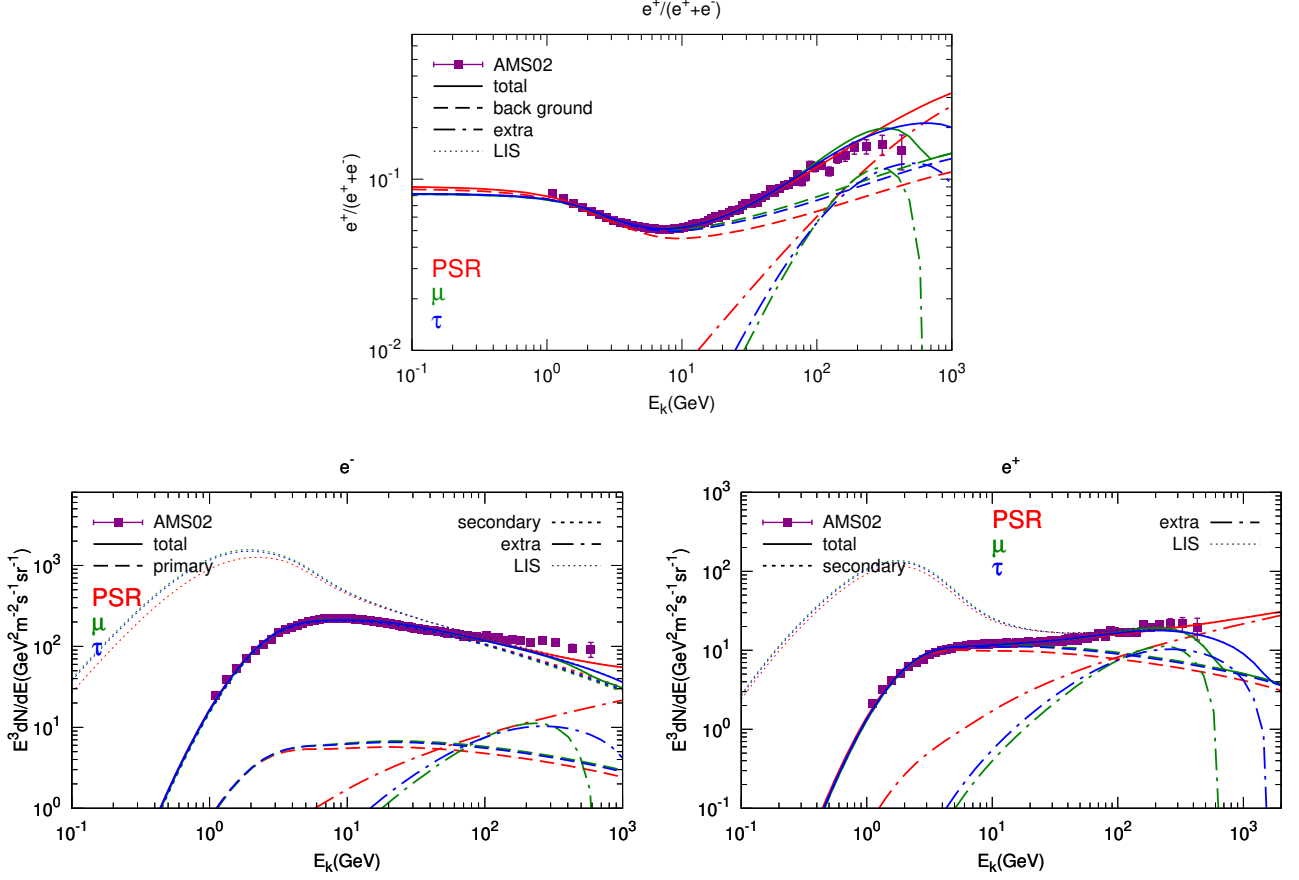 e⁺/(e⁺+e⁻)
e⁺/(e⁺+e⁻)
AMS02
total
back ground
extra
LIS
PSR
μ
τ
10⁻¹
10⁻²
10⁻¹ 10⁰ 10¹ 10² 10³
Eₖ(GeV)
e⁻
E³dN/dE(GeV²m⁻²s⁻¹sr⁻¹)
AMS02
total
primary
secondary
extra
LIS
PSR
μ
τ
10³
10²
10¹
10⁰
10⁻¹ 10⁰ 10¹ 10² 10³
Eₖ(GeV)
e⁺
E³dN/dE(GeV²m⁻²s⁻¹sr⁻¹)
AMS02
total
secondary
PSR
μ
τ
extra
LIS
10³
10²
10¹
10⁰
10⁻¹
10⁻¹ 10⁰ 10¹ 10² 10³
Eₖ(GeV)